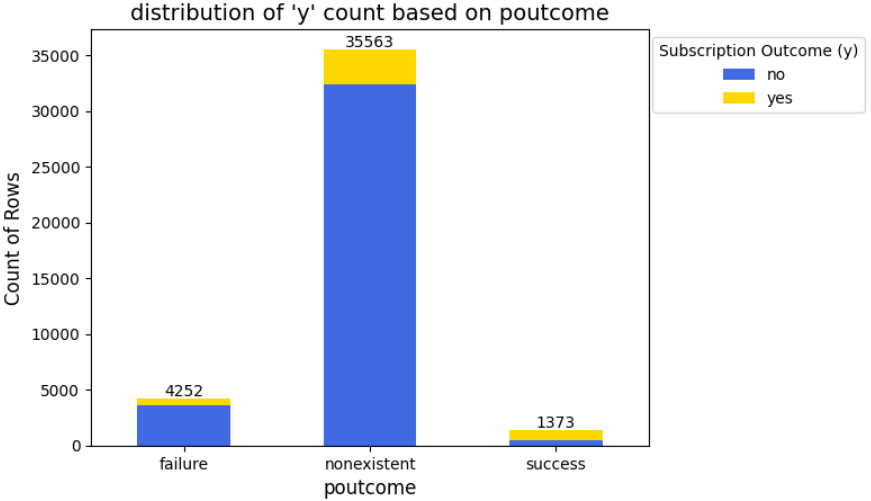 distribution of 'y' count based on poutcome
35563
35000
30000
25000
20000
15000
10000
5000
0
Count of Rows
4252
1373
failure
nonexistent
success
poutcome
Subscription Outcome (y)
no
yes